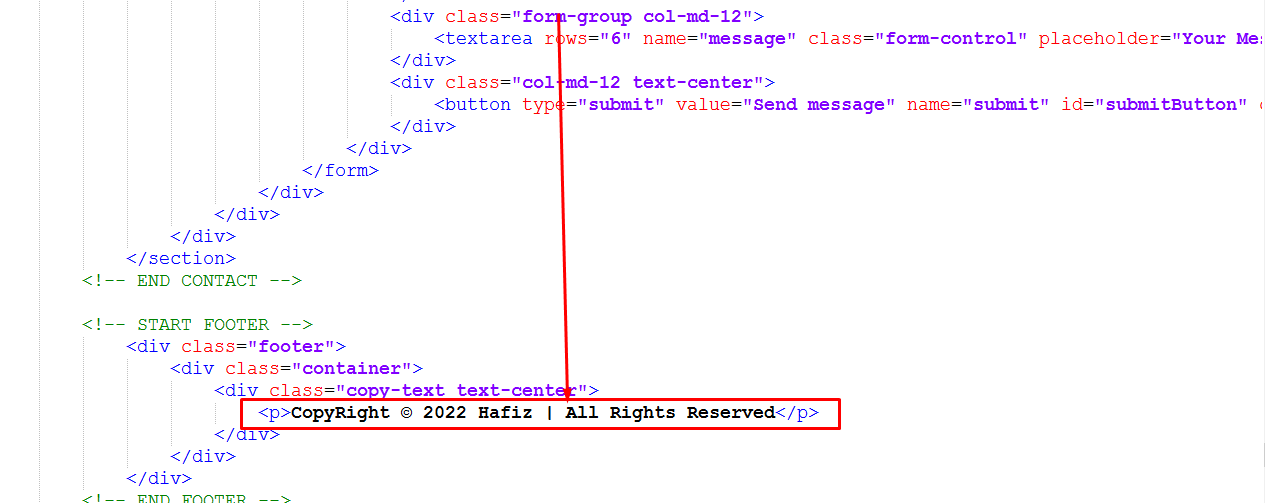 <div class="form-group col-md-12">
<textarea rows="6" name="message" class="form-control" placeholder="Your Mes
</div>
<div class="col-md-12 text-center">
<button type="submit" value="Send message" name="submit" id="submitButton"
</div>
</div>
</form>
</div>
</div>
</div>
</section>
<!-- END CONTACT -->
<!-- START FOOTER -->
<div class="footer">
<div class="container">
<div class="copy-text text-center">
<p>CopyRight © 2022 Hafiz | All Rights Reserved</p>
</div>
</div>
</div>
<!-- END FOOTER -->